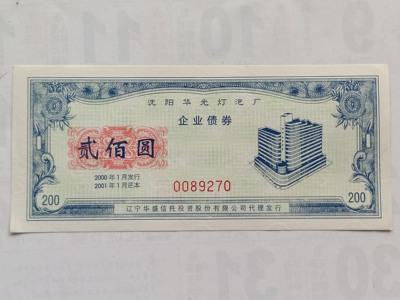 沈阳华光灯泡厂
企业债券
贰佰圆
0089270
2000年1月发行
2001年1月还本
200
200
辽宁华盛信托投资股份有限公司代理发行